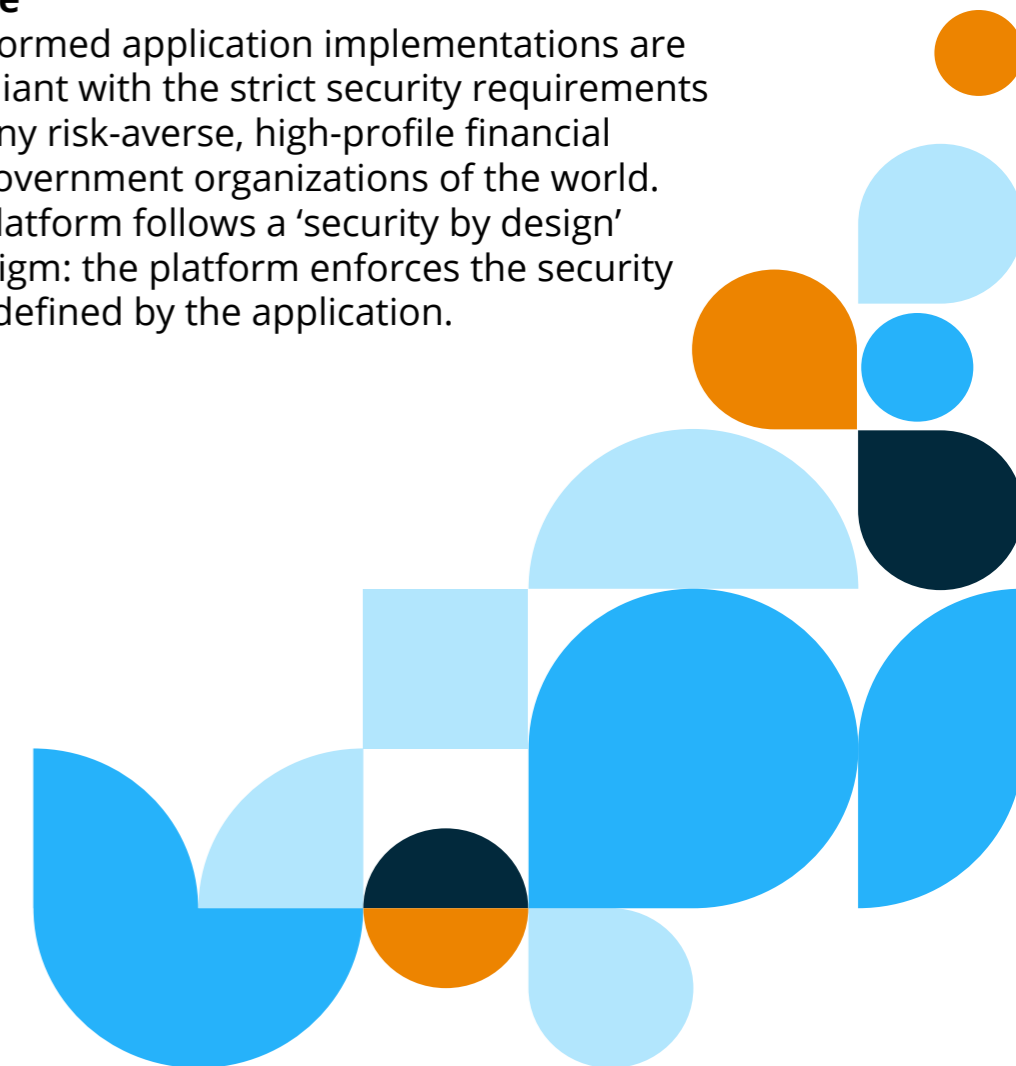 e
ormed application implementations are
iant with the strict security requirements
ny risk-averse, high-profile financial
overnment organizations of the world.
latform follows a ‘security by design’
igm: the platform enforces the security
defined by the application.